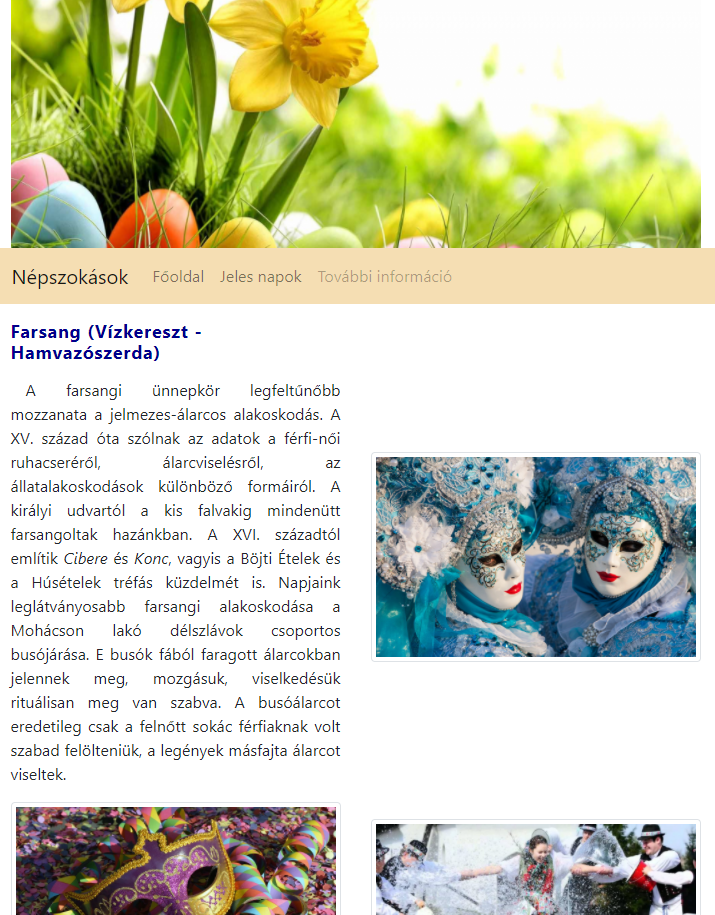 Népszokások Főoldal Jeles napok További információ
Farsang (Vízkereszt -
Hamvazószerda)
A farsangi ünnepkör legfeltűnőbb
mozzanata a jelmezes-álarcos alakoskodás. A
XV. század óta szólnak az adatok a férfi-női
ruhacseréről, álarcviselésről, az
állatalakoskodások különböző formáiról. A
királyi udvartól a kis falvakig mindenütt
farsangoltak hazánkban. A XVI. századtól
említik Cibere és Konc, vagyis a Böjti Ételek és
a Húsételek tréfás küzdelmét is. Napjaink
leglátványosabb farsangi alakoskodása a
Mohácson lakó délszlávok csoportos
busójárása. E busók fából faragott álarcokban
jelennek meg, mozgásuk, viselkedésük
rituálisan meg van szabva. A busóálarcot
eredetileg csak a felnőtt sokác férfiaknak volt
szabad felölteniük, a legények másfajta álarcot
viseltek.